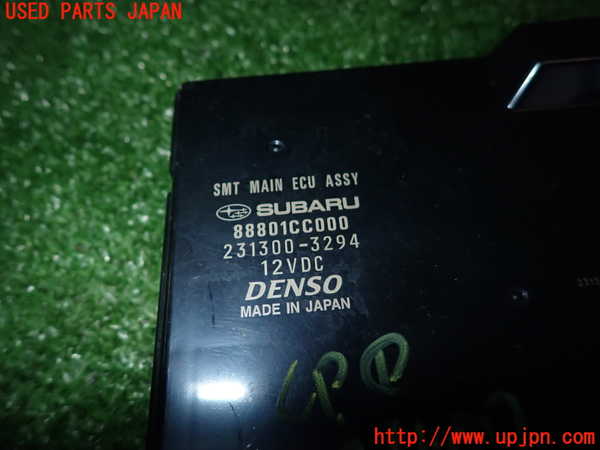 USED PARTS JAPAN
SMT MAIN ECU ASSY
SUBARU
88801CC000
231300-3294
12VDC
DENSO
MADE IN JAPAN
http://www.upjpn.com/